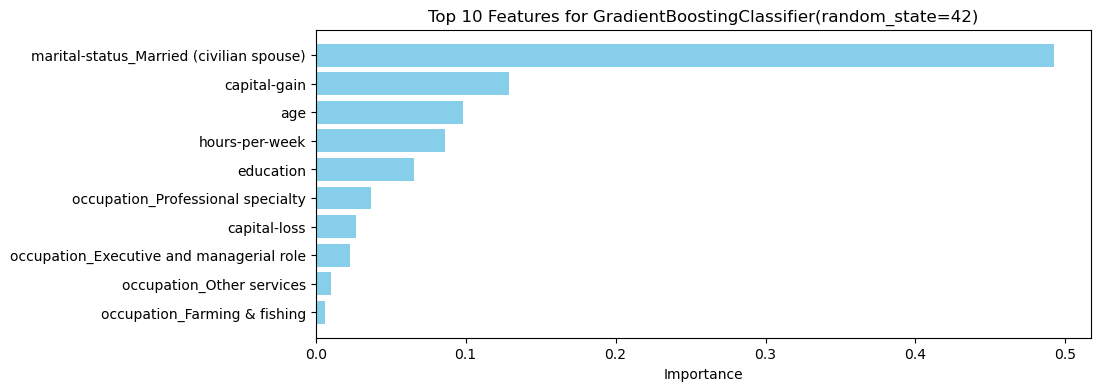 Top 10 Features for GradientBoostingClassifier(random_state=42)
marital-status_Married (civilian spouse)
capital-gain
age
hours-per-week
education
occupation_Professional specialty
capital-loss
occupation_Executive and managerial role
occupation_Other services
occupation_Farming & fishing
0.0 0.1 0.2 0.3 0.4 0.5
Importance